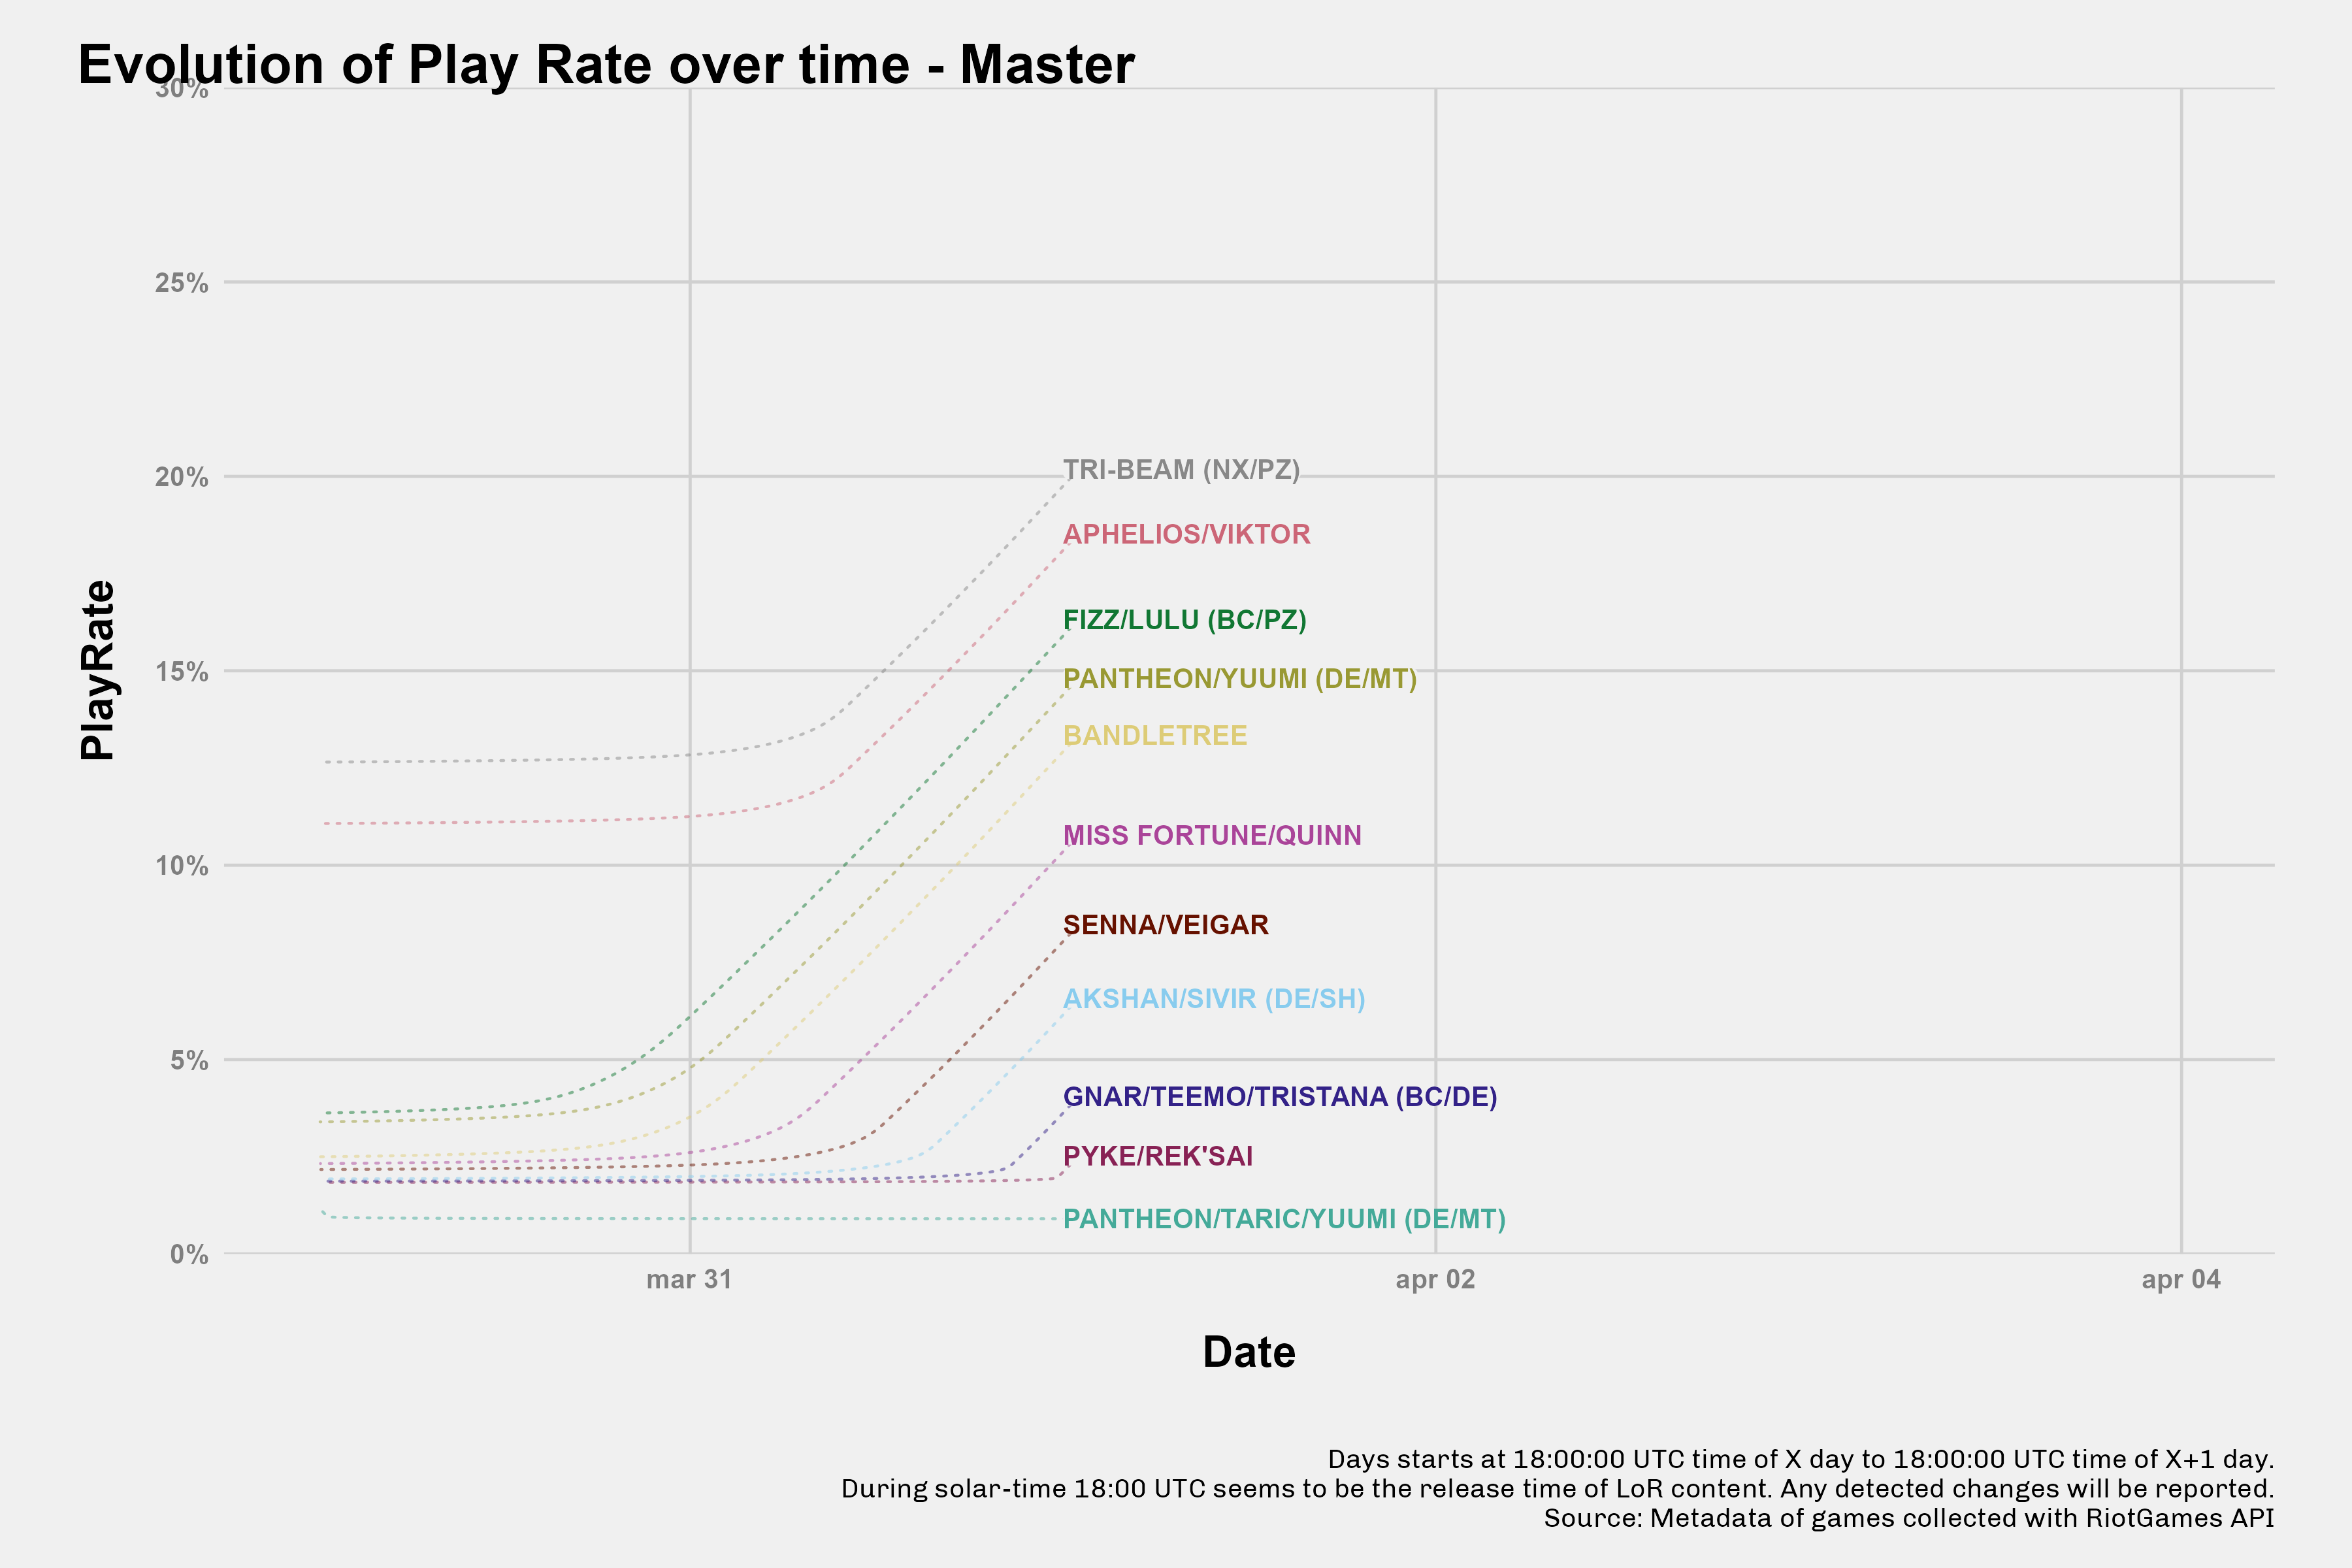 Evolution of Play Rate over time - Master
30%
25%
20%
15%
10%
5%
0%
PlayRate
TRI-BEAM (NX/PZ)
APHELIOS/VIKTOR
FIZZ/LULU (BC/PZ)
PANTHEON/YUUMI (DE/MT)
BANDLETREE
MISS FORTUNE/QUINN
SENNA/VEIGAR
AKSHAN/SIVIR (DE/SH)
GNAR/TEEMO/TRISTANA (BC/DE)
PYKE/REK'SAI
PANTHEON/TARIC/YUUMI (DE/MT)
mar 31
apr 02
apr 04
Date
Days starts at 18:00:00 UTC time of X day to 18:00:00 UTC time of X+1 day.
During solar-time 18:00 UTC seems to be the release time of LoR content. Any detected changes will be reported.
Source: Metadata of games collected with RiotGames API